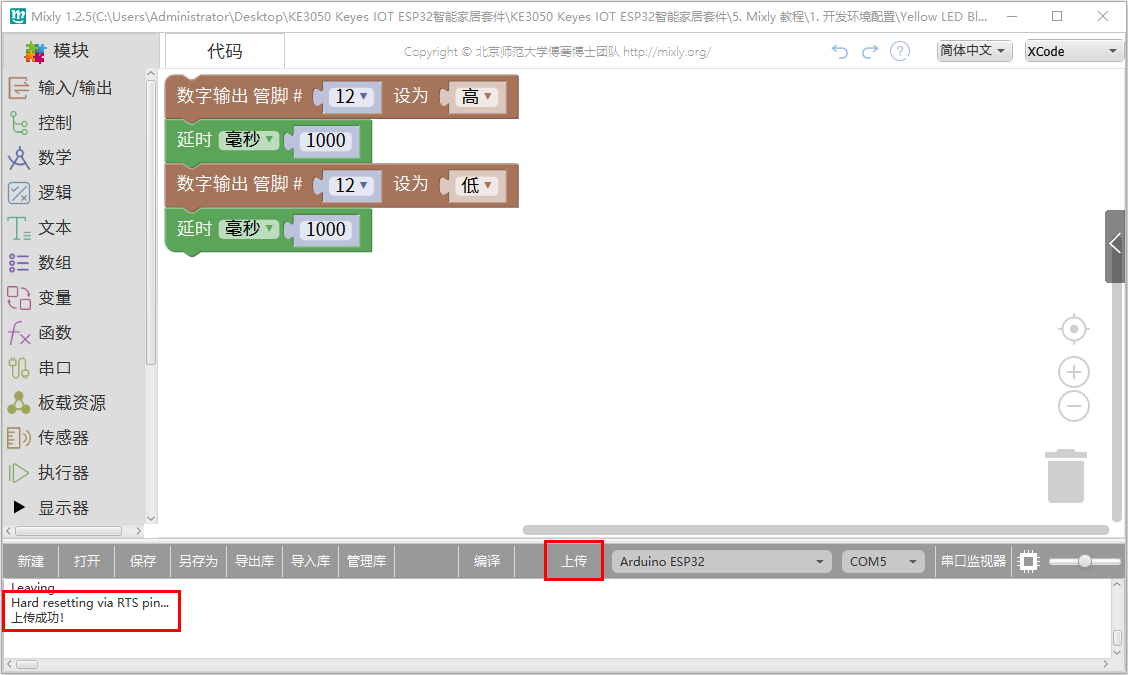 Mixly 1.2.5(C:\Users\Administrator\Desktop\KE3050 Keyes IOT ESP32智能家居套件\KE3050 Keyes IOT ESP32智能家居套件\5. Mixly 教程\1. 开发环境配置\Yellow LED Bl...
模块
代码
Copyright © 北京师范大学傅骞博士团队 http://mixly.org/
简体中文
XCode
输入/输出
控制
数学
逻辑
文本
数组
变量
函数
串口
板载资源
传感器
执行器
显示器
数字输出 管脚 # 12 设为 高
延时 毫秒 1000
数字输出 管脚 # 12 设为 低
延时 毫秒 1000
新建 打开 保存 另存为 导出库 导入库 管理库 编译 上传 Arduino ESP32 COM5 串口监视器
Leaving
Hard resetting via RTS pin...
上传成功!